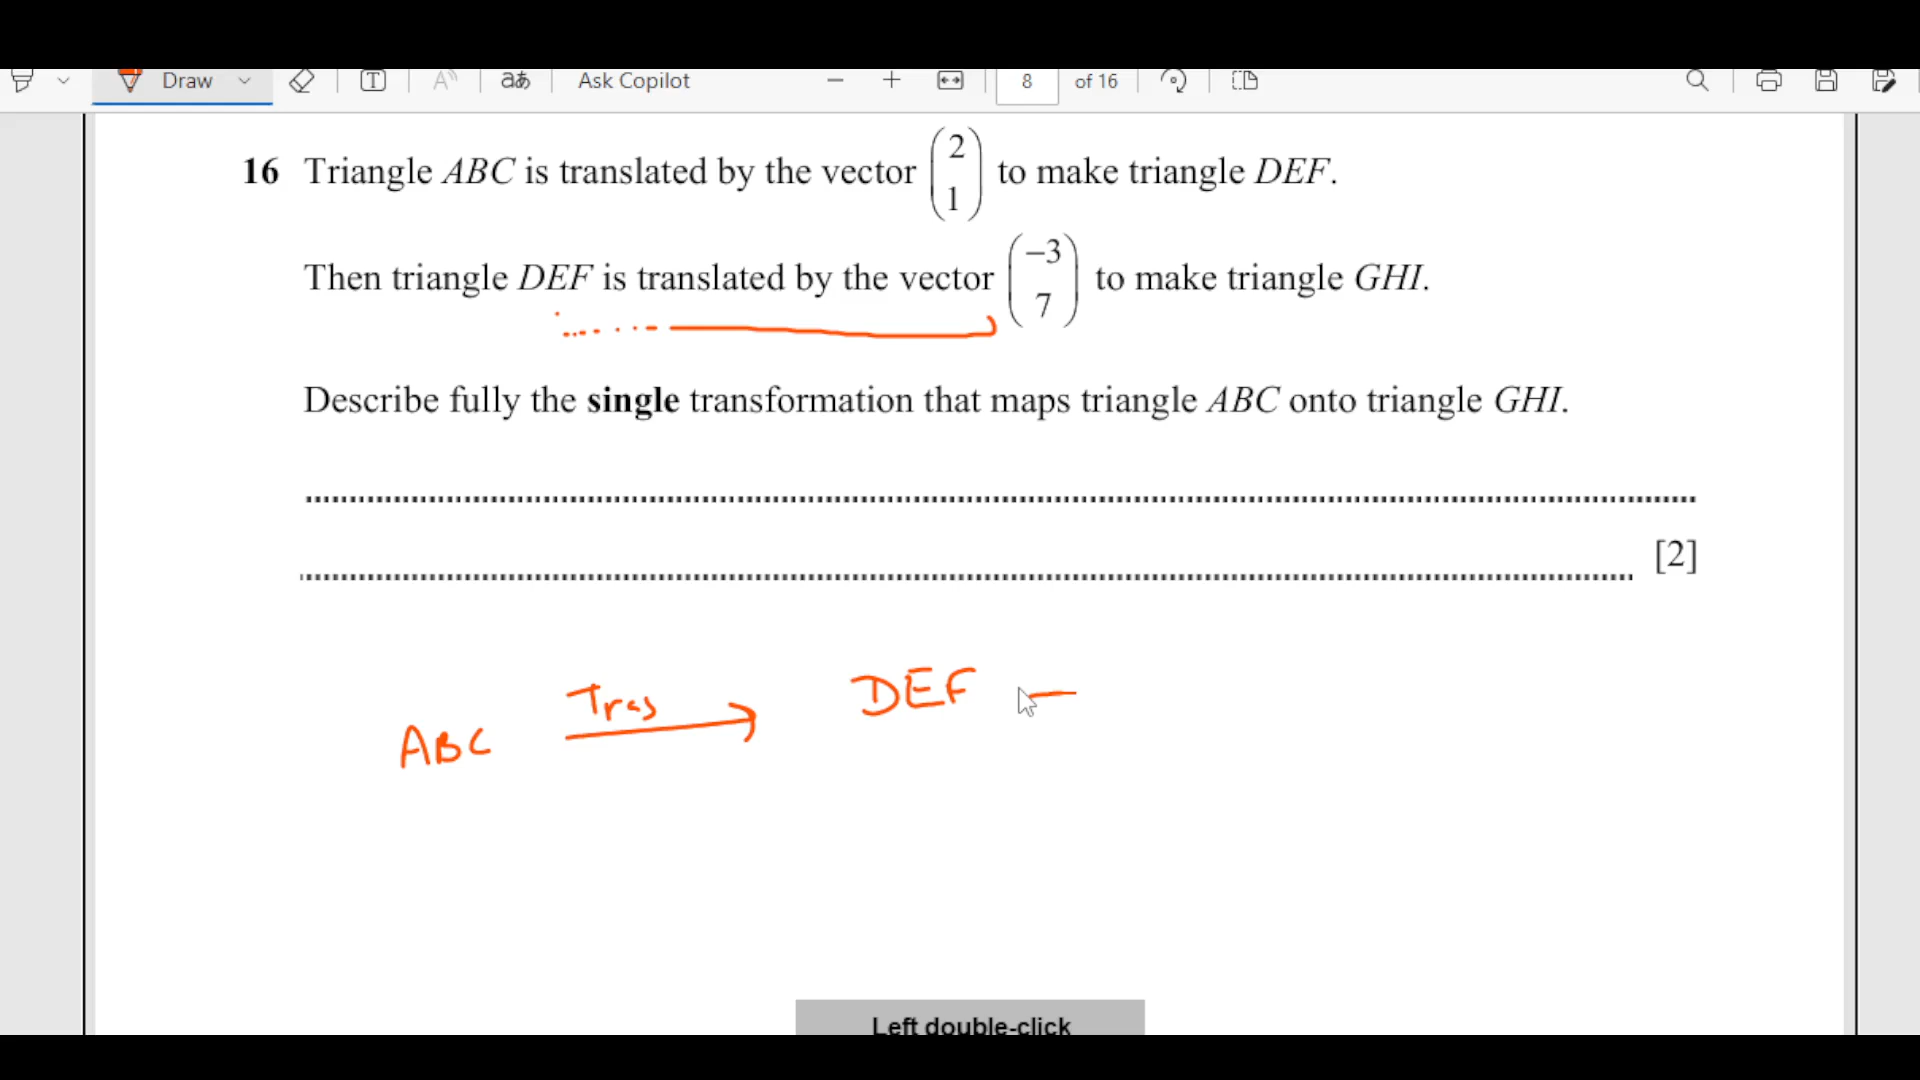 Draw A aあ Ask Copilot 8 of 16
16 Triangle ABC is translated by the vector (2 1) to make triangle DEF.
Then triangle DEF is translated by the vector (−3 7) to make triangle GHI.
Describe fully the single transformation that maps triangle ABC onto triangle GHI.
[2]
ABC Tras DEF
Left double-click